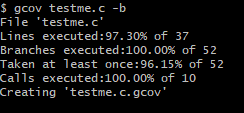 $ gcov testme.c -b
File 'testme.c'
Lines executed:97.30% of 37
Branches executed:100.00% of 52
Taken at least once:96.15% of 52
Calls executed:100.00% of 10
Creating 'testme.c.gcov'